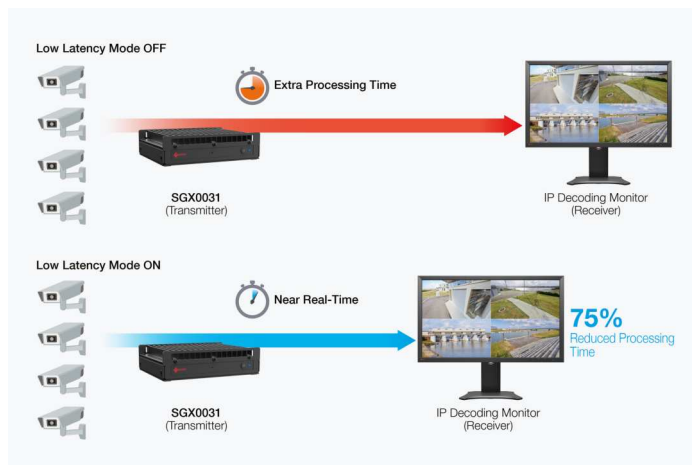 Low Latency Mode OFF
Extra Processing Time
SGX0031
(Transmitter)
IP Decoding Monitor
(Receiver)
Low Latency Mode ON
Near Real-Time
75%
Reduced Processing
Time
SGX0031
(Transmitter)
IP Decoding Monitor
(Receiver)